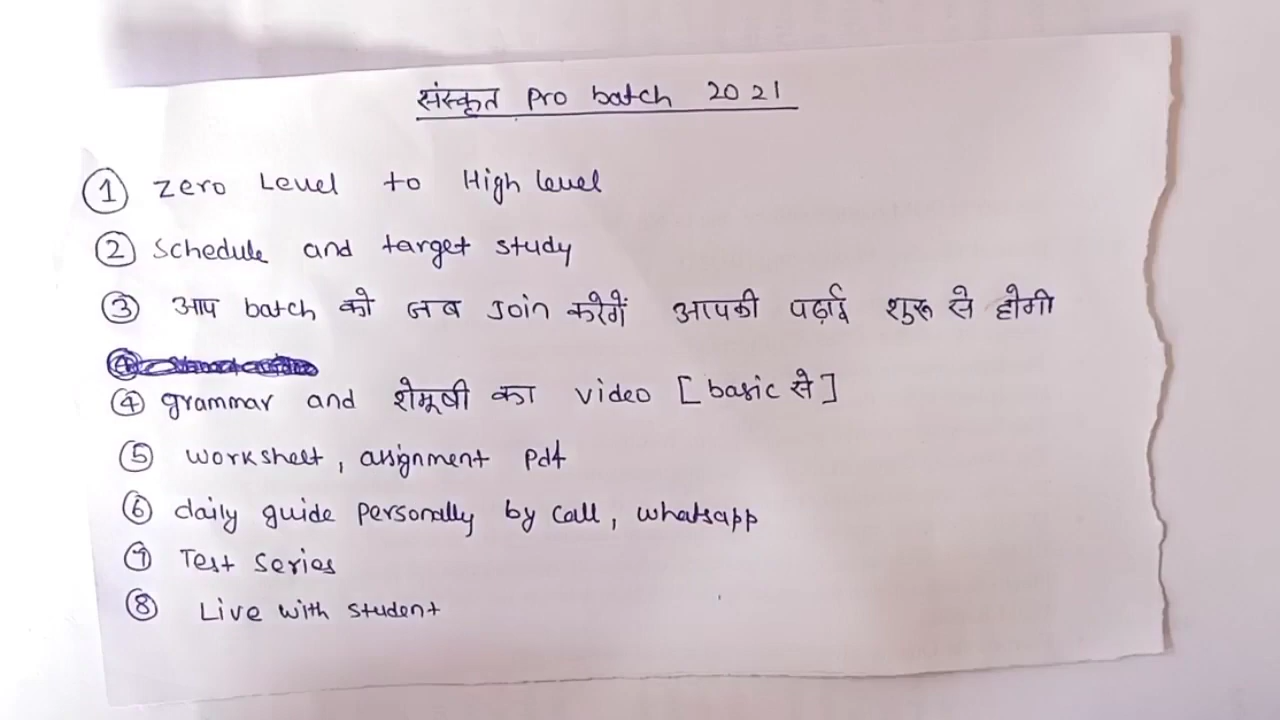 संस्कृत pro batch 2021
① Zero Level to High level
② Schedule and target study
③ आप batch को जब Join करेगें आपकी पढ़ाई शुरू से होगी
④ grammar and शेमूषी का video [basic से]
⑤ worksheet, assignment pdf
⑥ daily guide personally by call, whatsapp
⑦ Test series
⑧ Live with student